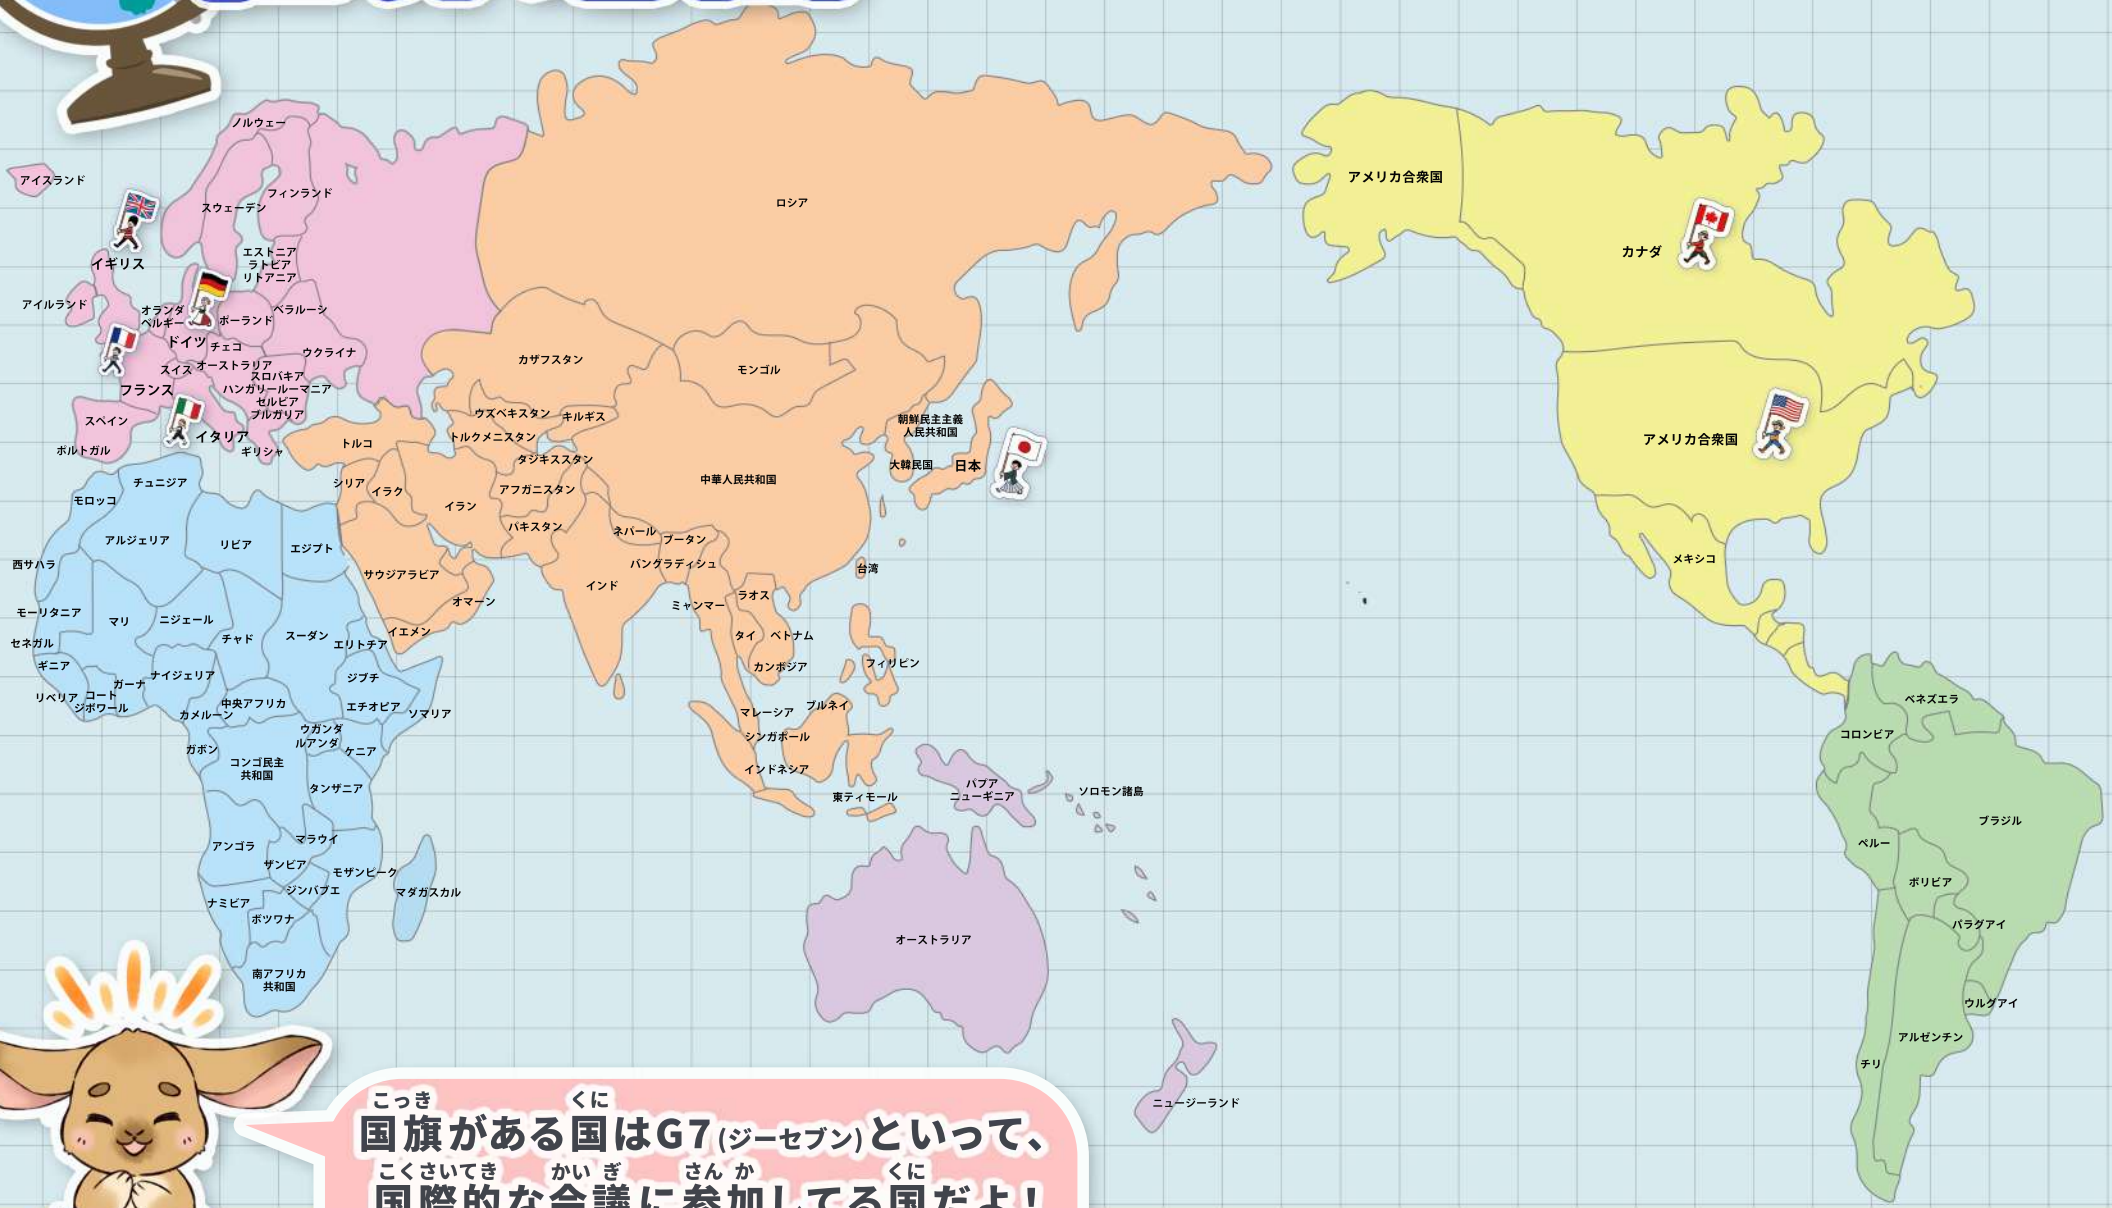 ノルウェー
アイスランド
フィンランド
スウェーデン
エストニア
ラトビア
リトアニア
イギリス
アイルランド
オランダ
ベルギー
ポーランド
ベラルーシ
ドイツ
チェコ
ウクライナ
スイス
オーストラリア
スロバキア
フランス
ハンガリー
ルーマニア
セルビア
ブルガリア
スペイン
イタリア
ポルトガル
ギリシャ
ロシア
カザフスタン
モンゴル
ウズベキスタン
キルギス
トルクメニスタン
トルコ
タジキススタン
シリア
イラク
イラン
アフガニスタン
パキスタン
中華人民共和国
朝鮮民主主義
人民共和国
大韓民国
日本
ネパール
ブータン
バングラディシュ
インド
台湾
サウジアラビア
オマーン
イエメン
ミャンマー
ラオス
タイ
ベトナム
カンボジア
フィリピン
マレーシア
ブルネイ
シンガポール
インドネシア
東ティモール
チュニジア
モロッコ
アルジェリア
リビア
エジプト
西サハラ
モーリタニア
マリ
ニジェール
チャド
スーダン
エリトチア
セネガル
ギニア
ガーナ
ナイジェリア
ジブチ
リベリア
コート
ジボワール
カメルーン
中央アフリカ
エチオピア
ソマリア
ガボン
ウガンダ
ルアンダ
ケニア
コンゴ民主
共和国
タンザニア
アンゴラ
マラウイ
ザンビア
モザンビーク
ジンバブエ
マダガスカル
ナミビア
ボツワナ
南アフリカ
共和国
パプア
ニューギニア
ソロモン諸島
オーストラリア
ニュージーランド
アメリカ合衆国
カナダ
アメリカ合衆国
メキシコ
ベネズエラ
コロンビア
ブラジル
ペルー
ボリビア
パラグアイ
ウルグアイ
アルゼンチン
チリ
こっき くに
国旗がある国はG7(ジーセブン)といって、
こくさいてき かいぎ さんか くに
国際的な会議に参加してる国だよ!